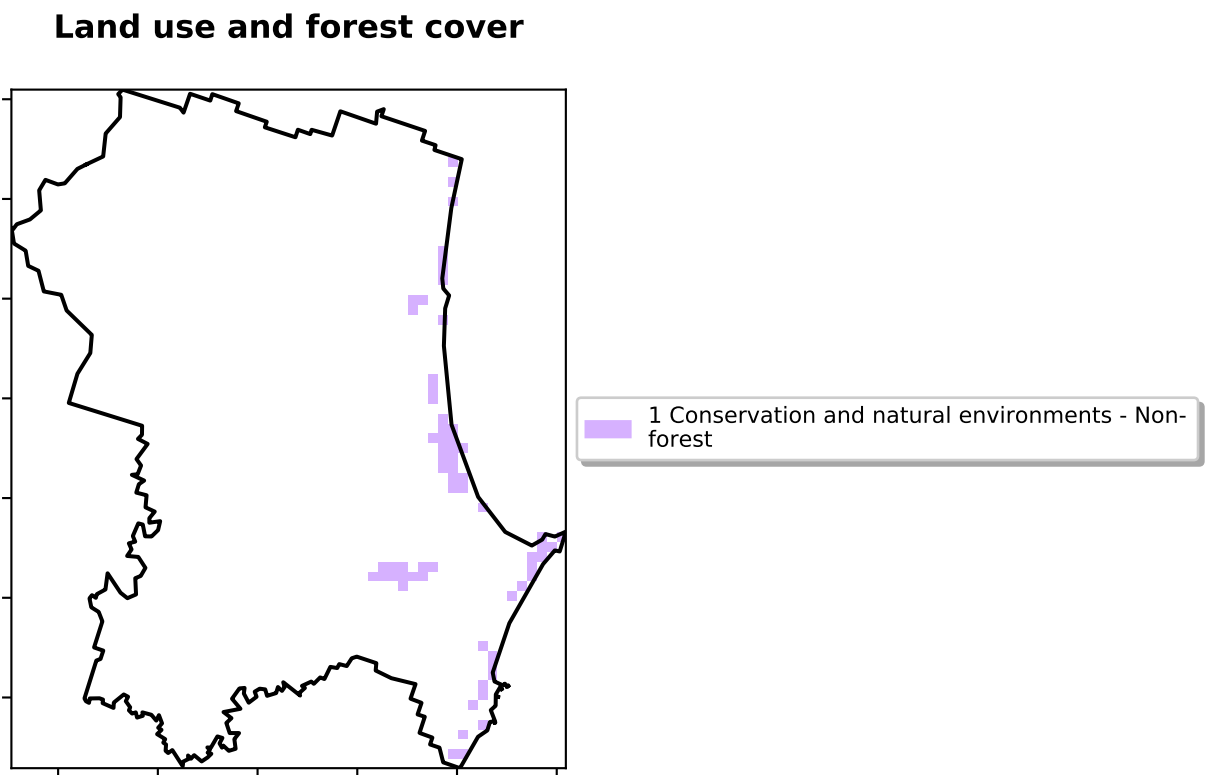 Land use and forest cover
1 Conservation and natural environments - Non-
forest